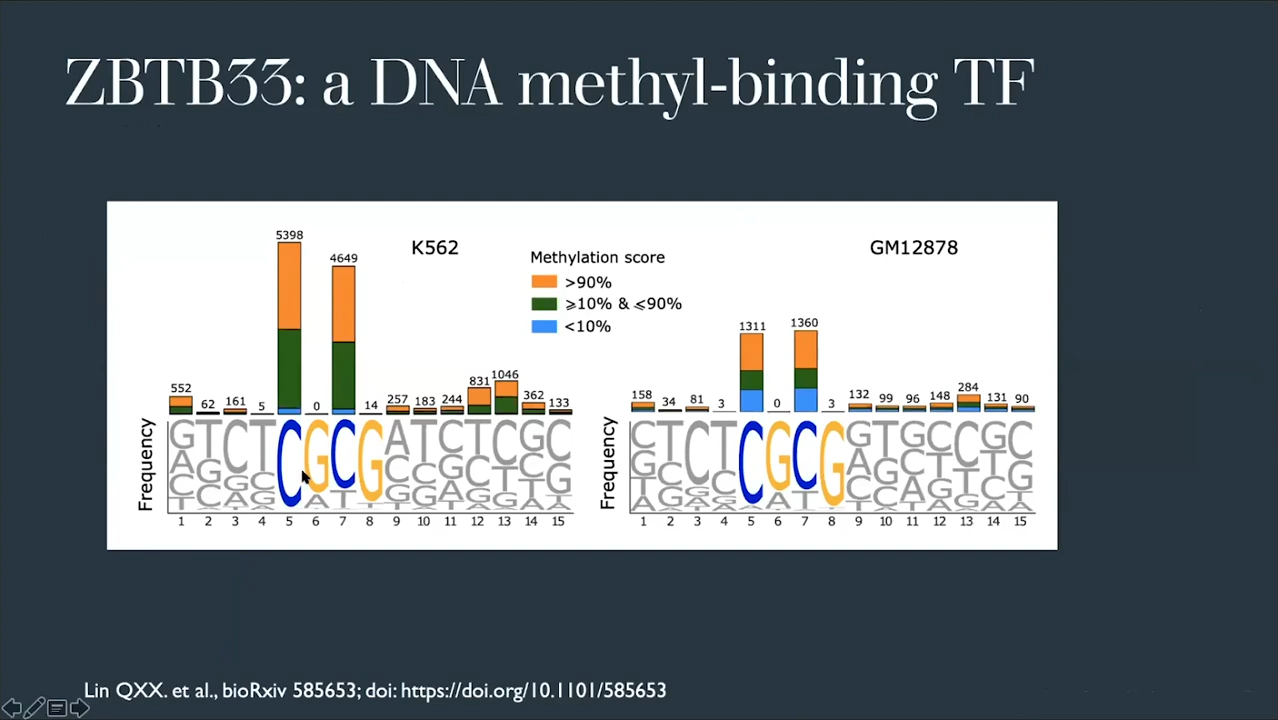 ZBTB33: a DNA methyl-binding TF
K562
GM12878
Methylation score
>90%
⩾10% & ⩽90%
<10%
552 62 161 5 5398 0 4649 14 257 183 244 831 1046 362 133
Frequency
1 2 3 4 5 6 7 8 9 10 11 12 13 14 15
158 34 81 3 1311 0 1360 3 132 99 96 148 284 131 90
Frequency
1 2 3 4 5 6 7 8 9 10 11 12 13 14 15
G T C T C G C G A T C T C G C
C T C T C G C G G T G C C G C
Lin QXX. et al., bioRxiv 585653; doi: https://doi.org/10.1101/585653